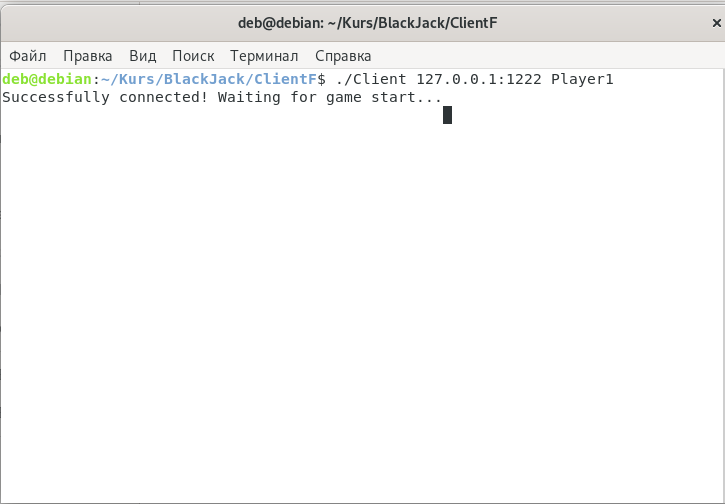 deb@debian: ~/Kurs/BlackJack/ClientF ×
Файл Правка Вид Поиск Терминал Справка
deb@debian:~/Kurs/BlackJack/ClientF$ ./Client 127.0.0.1:1222 Player1
Successfully connected! Waiting for game start...